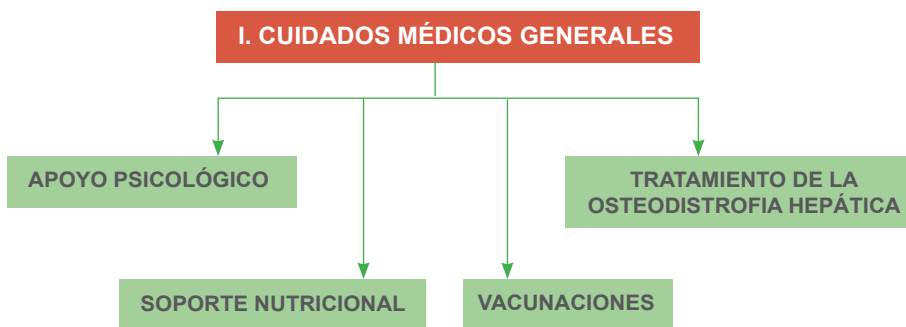 I. CUIDADOS MÉDICOS GENERALES
APOYO PSICOLÓGICO
TRATAMIENTO DE LA
OSTEODISTROFIA HEPÁTICA
SOPORTE NUTRICIONAL
VACUNACIONES